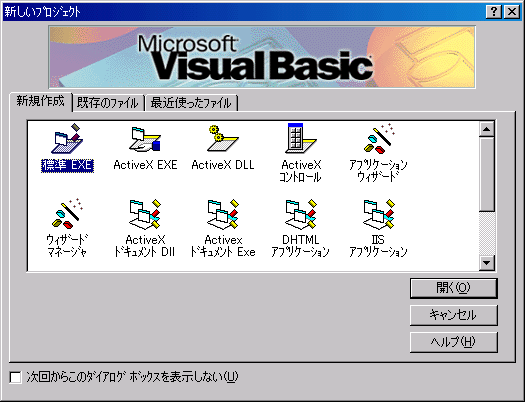 新しいプロジェクト
Microsoft
Visual Basic
新規作成 既存のファイル 最近使ったファイル
標準 EXE ActiveX EXE ActiveX DLL ActiveX コントロール アプリケーション ウィザード
ウィザード マネージャ ActiveX ドキュメント Dll Activex ドキュメント Exe DHTML アプリケーション IIS アプリケーション
開く(O)
キャンセル
ヘルプ(H)
次回からこのダイアログ ボックスを表示しない(U)